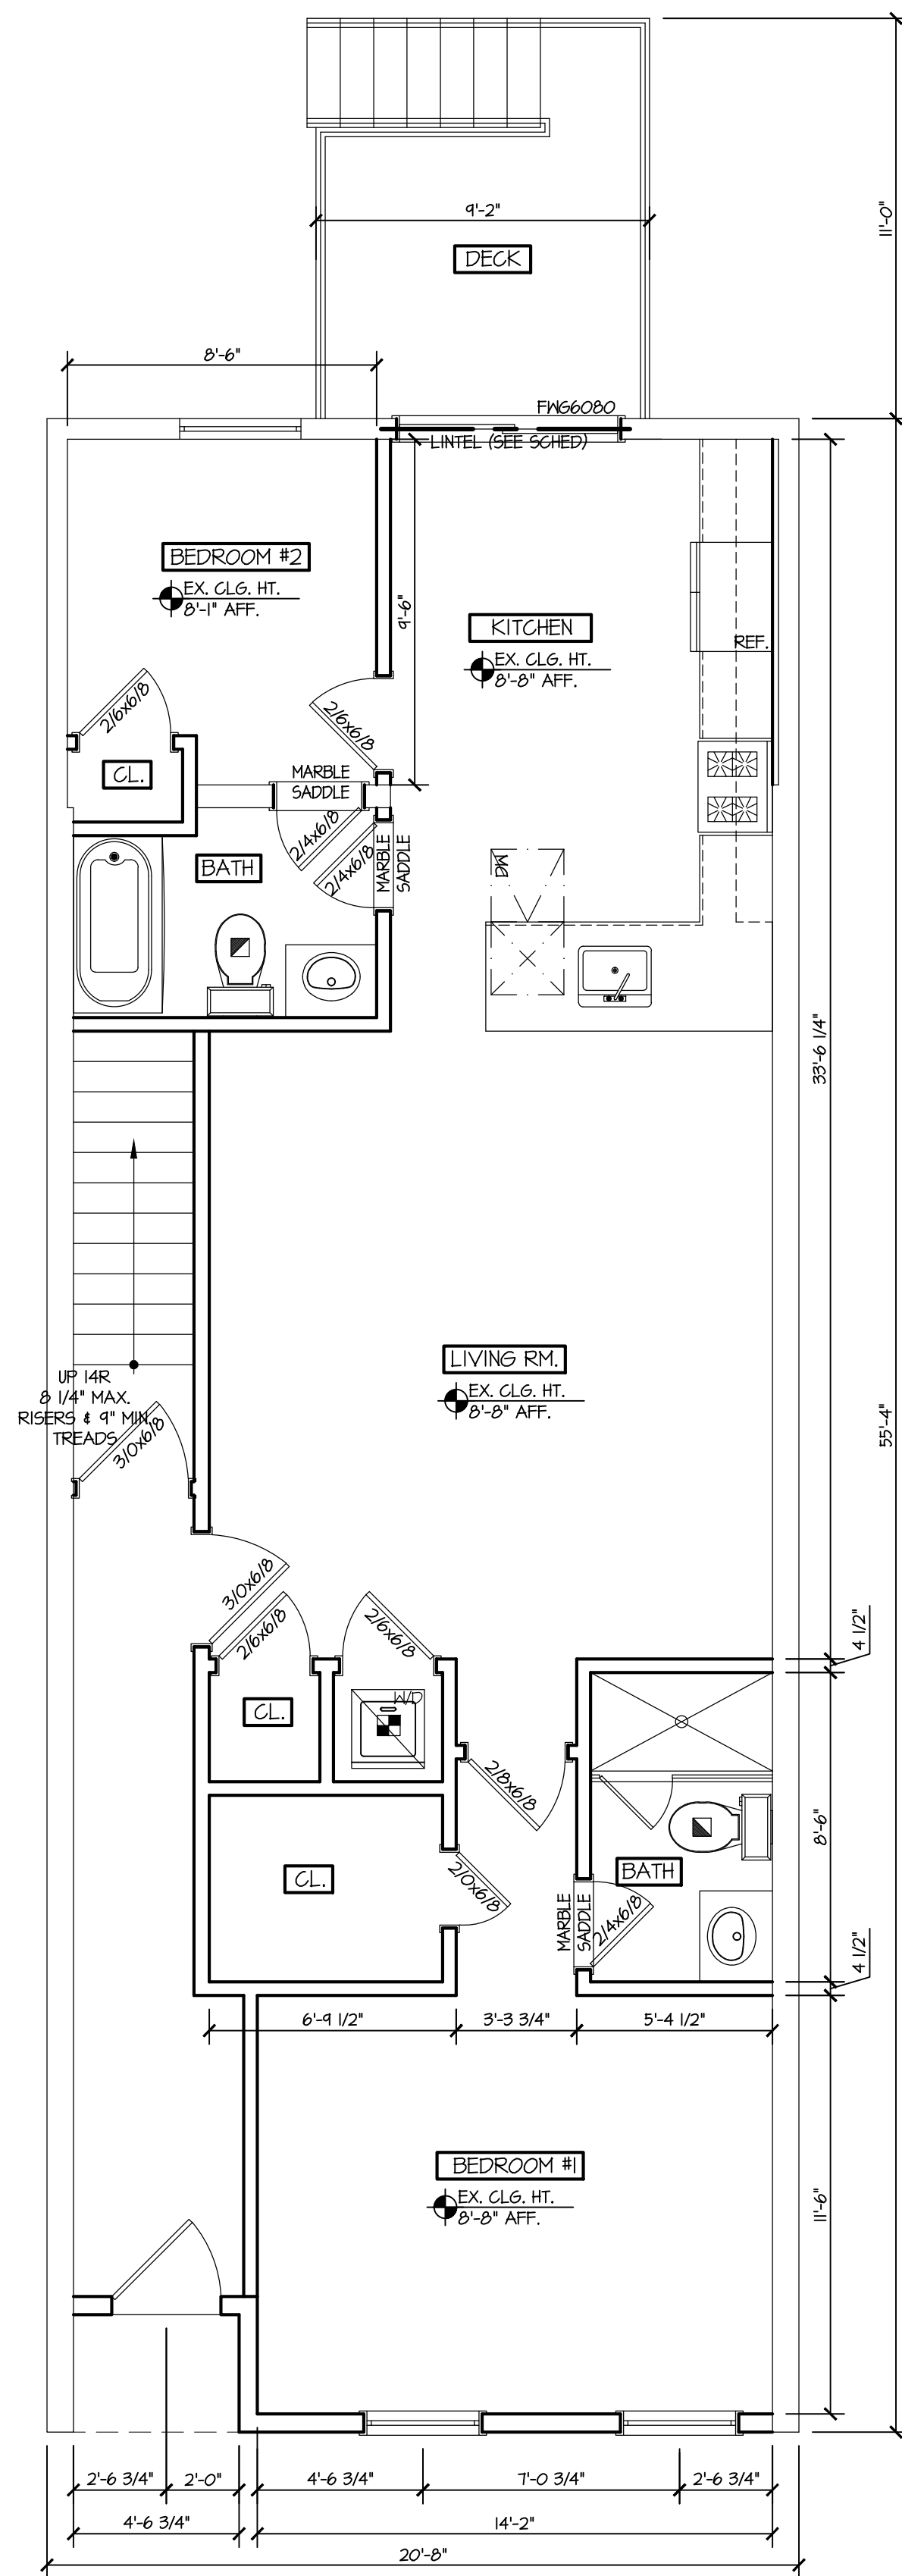 9'-2"
11'-0"
DECK
8'-6"
FWG6080
LINTEL (SEE SCHED)
BEDROOM #2
EX. CLG. HT.
8'-1" AFF.
9'-6"
KITCHEN
EX. CLG. HT.
8'-8" AFF.
REF.
2/6x6/8
2/6x6/8
CL.
MARBLE
SADDLE
2/4x6/8
2/4x6/8
MARBLE
SADDLE
BATH
DW
33'-6 1/4"
LIVING RM.
EX. CLG. HT.
8'-8" AFF.
UP 14R
8 1/4" MAX.
RISERS & 9" MIN.
TREADS
3/0x6/8
55'-4"
3/0x6/8
2/6x6/8
2/6x6/8
4 1/2"
CL.
W/D
2/8x6/8
8'-6"
CL.
2/0x6/8
BATH
MARBLE
SADDLE
2/4x6/8
4 1/2"
6'-9 1/2"
3'-3 3/4"
5'-4 1/2"
BEDROOM #1
EX. CLG. HT.
8'-8" AFF.
11'-6"
2'-6 3/4"
2'-0"
4'-6 3/4"
7'-0 3/4"
2'-6 3/4"
4'-6 3/4"
14'-2"
20'-8"